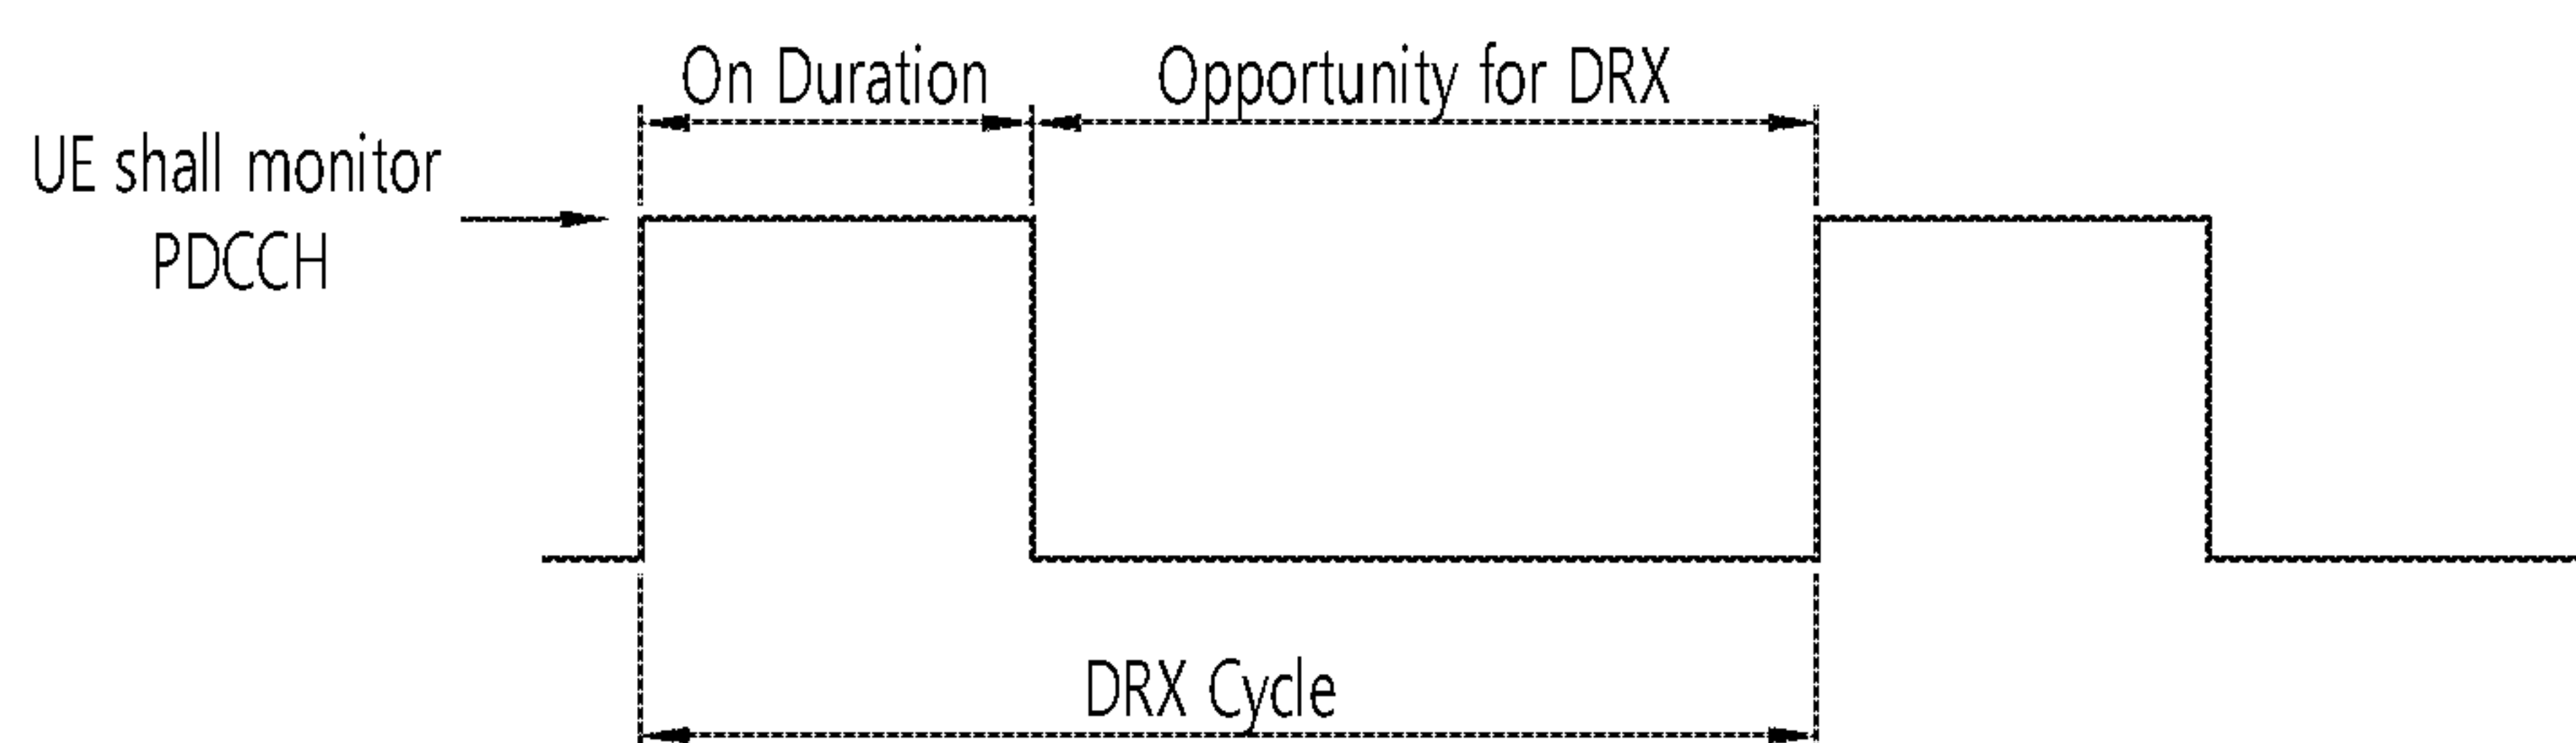 On Duration
Opportunity for DRX
UE shall monitor
PDCCH
DRX Cycle